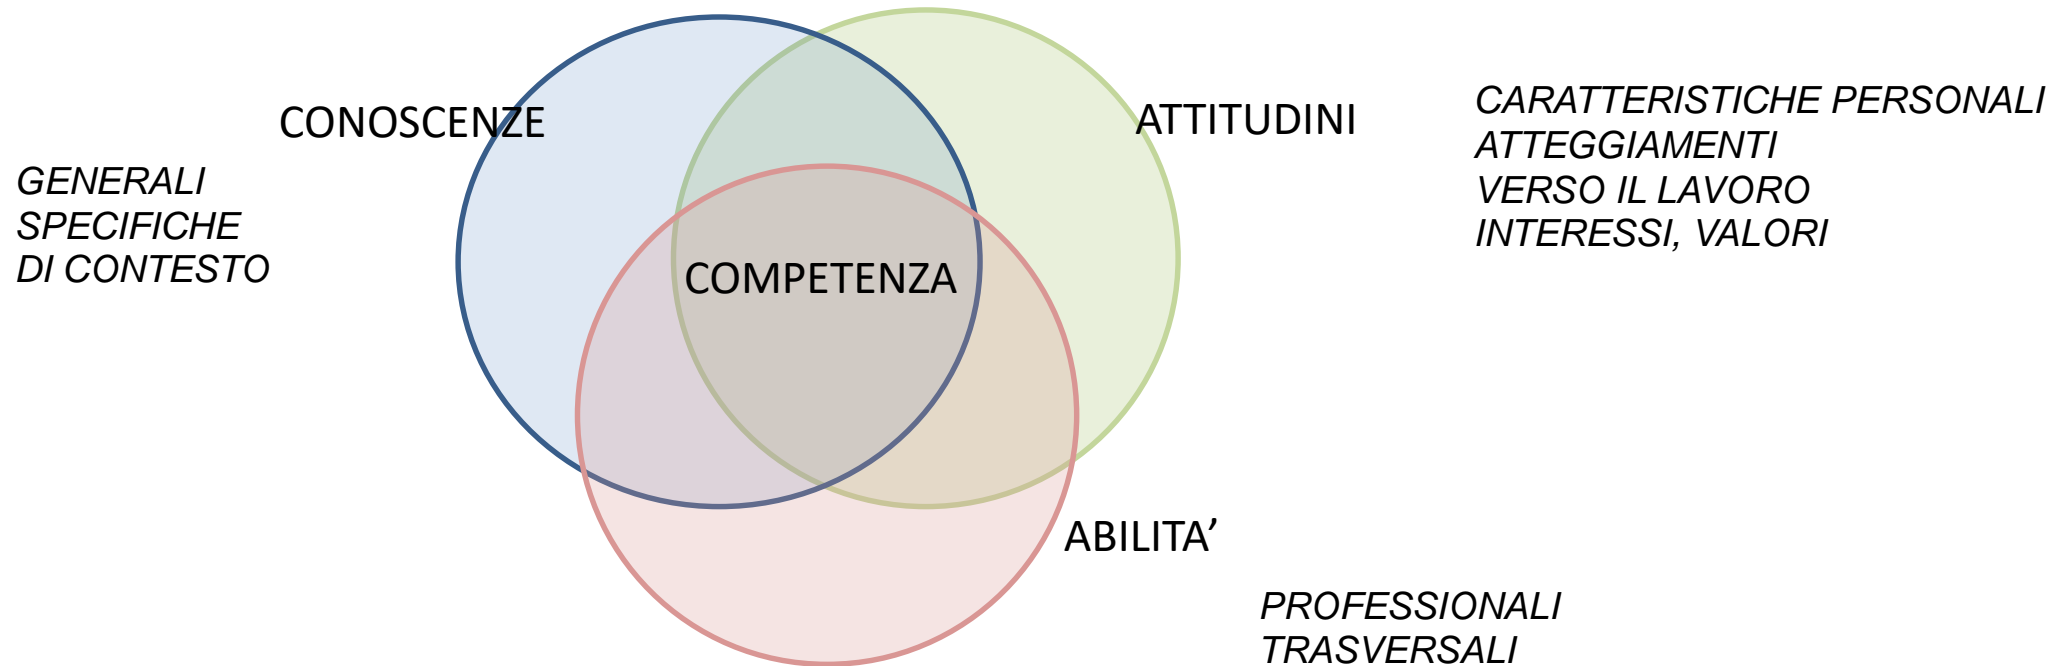 CONOSCENZE
GENERALI
SPECIFICHE
DI CONTESTO
ATTITUDINI
CARATTERISTICHE PERSONALI
ATTEGGIAMENTI
VERSO IL LAVORO
INTERESSI, VALORI
COMPETENZA
ABILITA’
PROFESSIONALI
TRASVERSALI